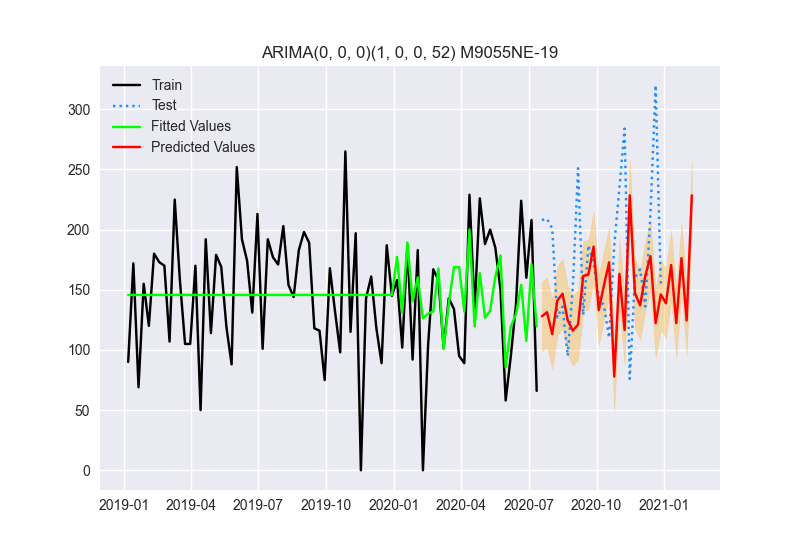 ARIMA(0, 0, 0)(1, 0, 0, 52) M9055NE-19
Train
Test
Fitted Values
Predicted Values
300
250
200
150
100
50
0
2019-01 2019-04 2019-07 2019-10 2020-01 2020-04 2020-07 2020-10 2021-01